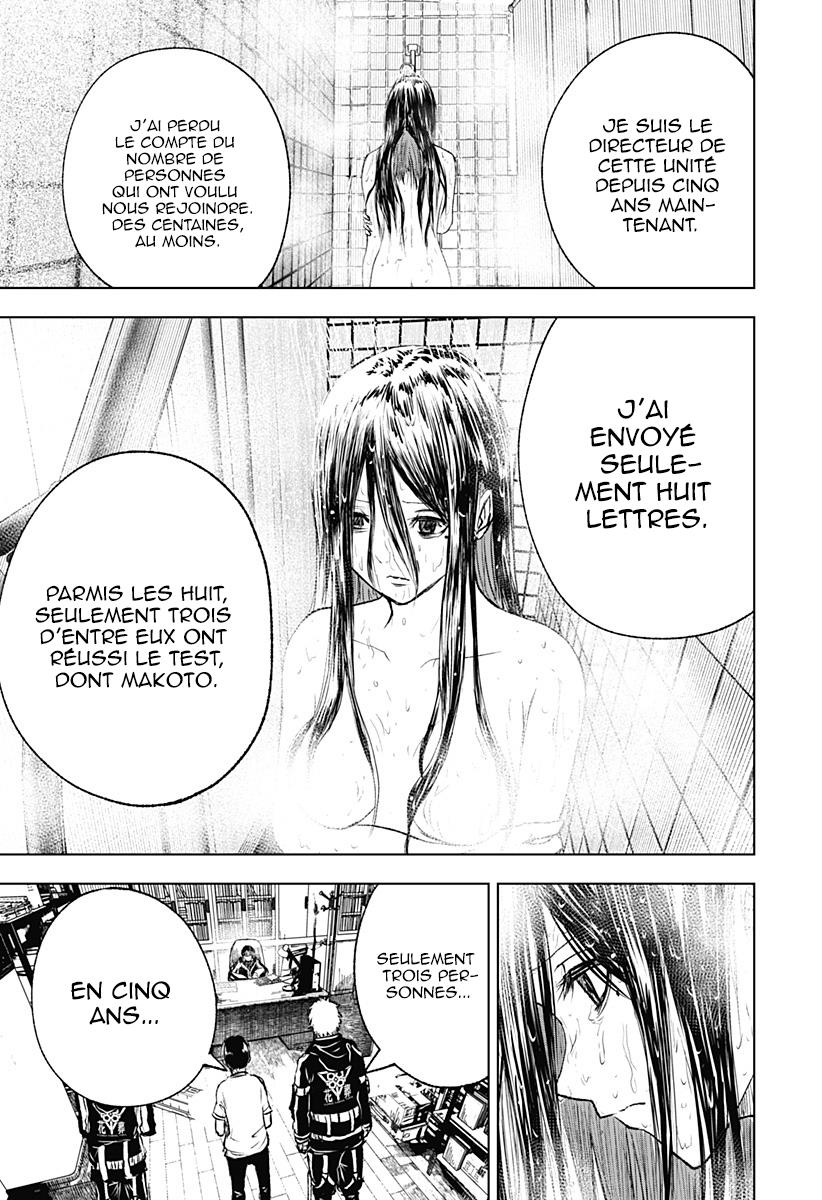 JE SUIS LE
DIRECTEUR DE
CETTE UNITÉ
DEPUIS CINQ
ANS MAIN-
TENANT.
J'AI PERDU
LE COMPTE DU
NOMBRE DE
PERSONNES
QUI ONT VOULU
NOUS REJOINDRE.
DES CENTAINES,
AU MOINS.
J'AI
ENVOYÉ
SEULE-
MENT HUIT
LETTRES.
PARMIS LES HUIT,
SEULEMENT TROIS
D'ENTRE EUX ONT
RÉUSSI LE TEST,
DONT MAKOTO.
SEULEMENT
TROIS PER-
SONNES...
EN CINQ
ANS...